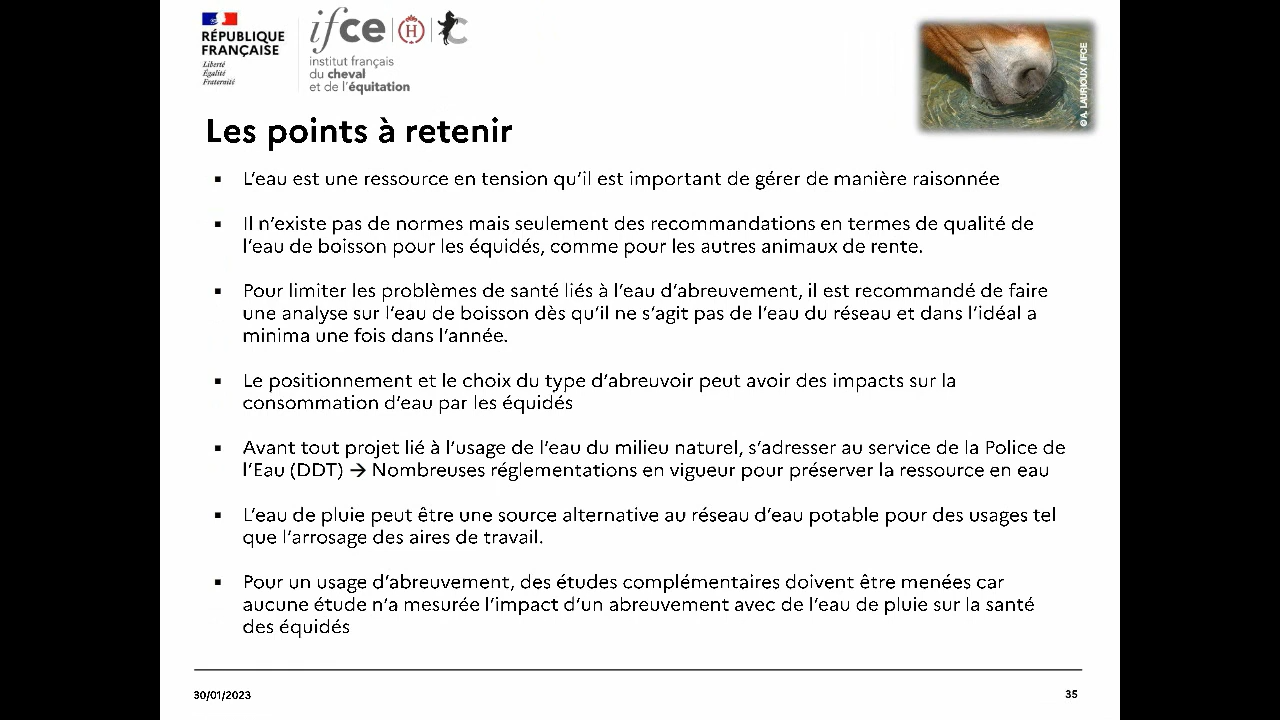 RÉPUBLIQUE
FRANÇAISE
Liberté
Égalité
Fraternité
ifce
H
institut français
du cheval
et de l'équitation
© A. LAURIOUX / IFCE
Les points à retenir
▪ L'eau est une ressource en tension qu'il est important de gérer de manière raisonnée
▪ Il n'existe pas de normes mais seulement des recommandations en termes de qualité de
l'eau de boisson pour les équidés, comme pour les autres animaux de rente.
▪ Pour limiter les problèmes de santé liés à l'eau d'abreuvement, il est recommandé de faire
une analyse sur l'eau de boisson dès qu'il ne s'agit pas de l'eau du réseau et dans l'idéal a
minima une fois dans l'année.
▪ Le positionnement et le choix du type d'abreuvoir peut avoir des impacts sur la
consommation d'eau par les équidés
▪ Avant tout projet lié à l'usage de l'eau du milieu naturel, s'adresser au service de la Police de
l'Eau (DDT) → Nombreuses réglementations en vigueur pour préserver la ressource en eau
▪ L'eau de pluie peut être une source alternative au réseau d'eau potable pour des usages tel
que l'arrosage des aires de travail.
▪ Pour un usage d'abreuvement, des études complémentaires doivent être menées car
aucune étude n'a mesurée l'impact d'un abreuvement avec de l'eau de pluie sur la santé
des équidés
30/01/2023
35